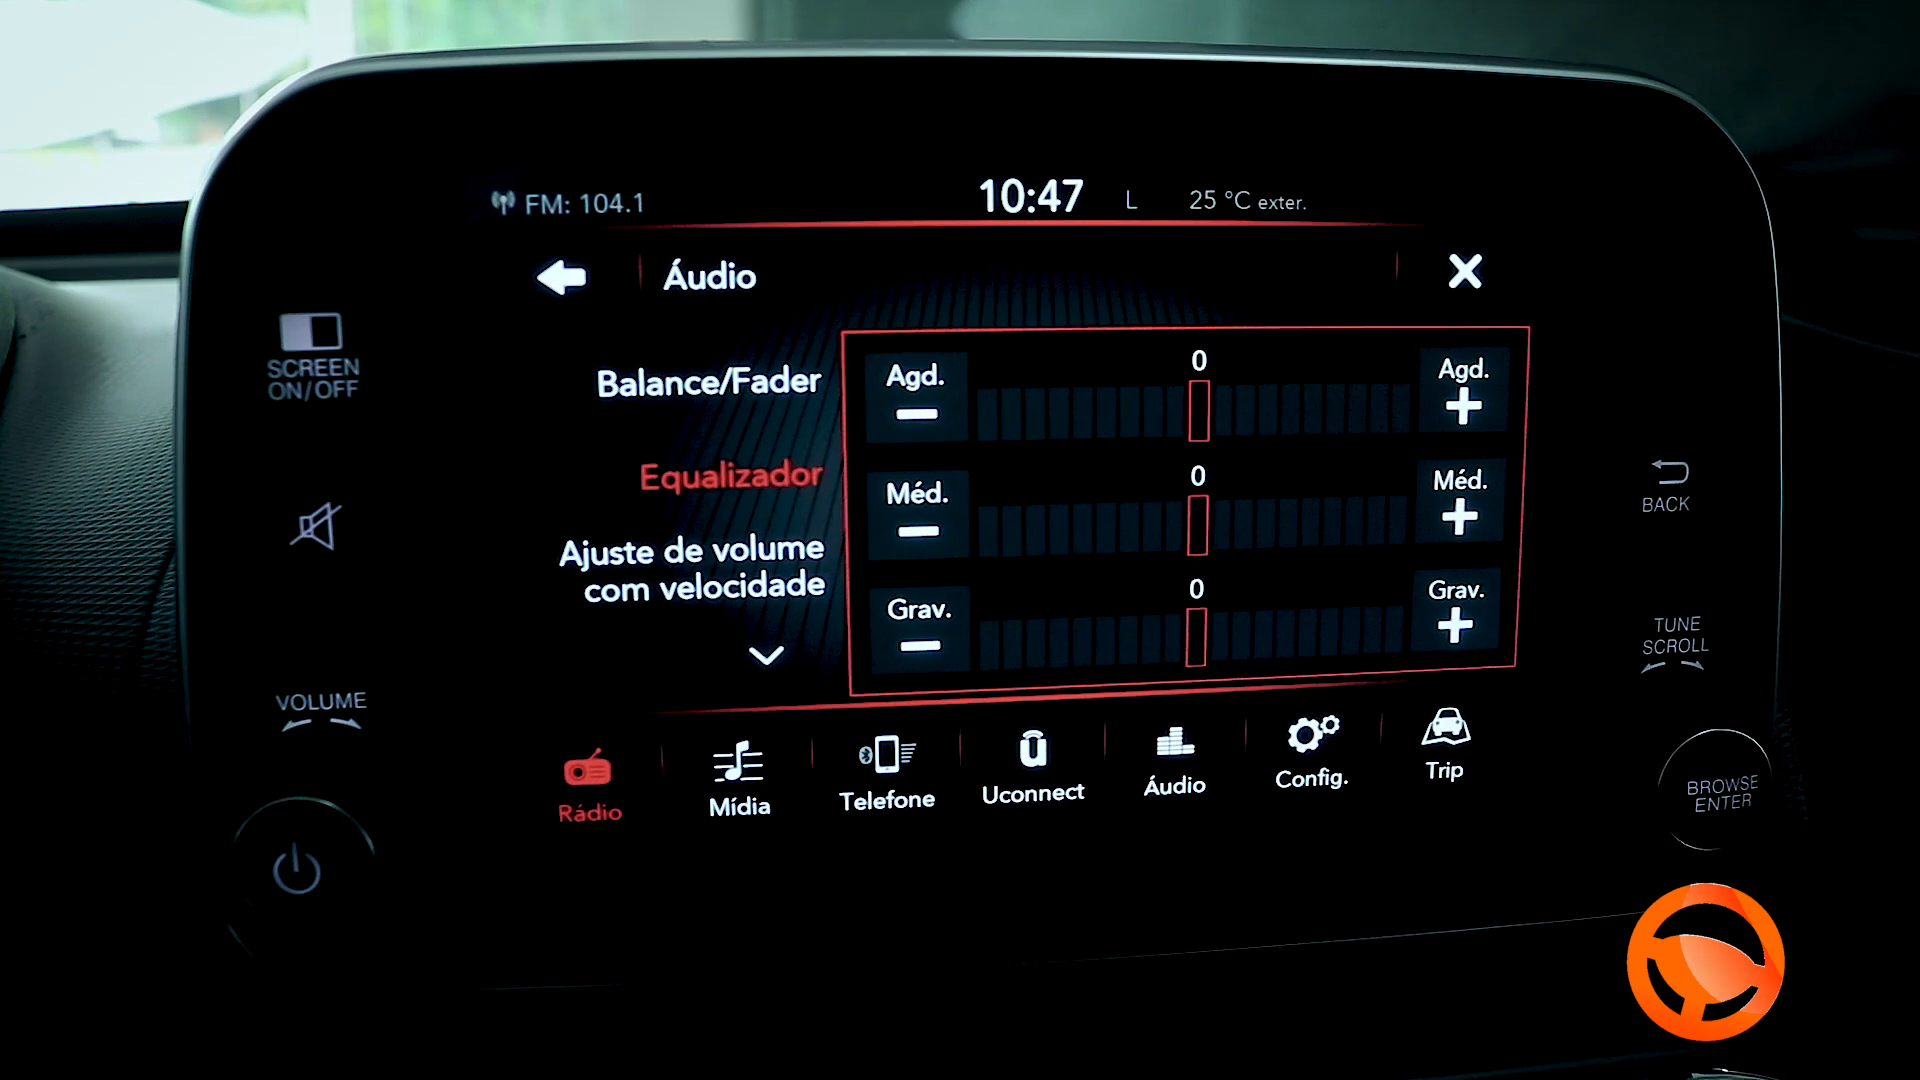 FM: 104.1
10:47
L
25 °C exter.
Áudio
SCREEN
ON/OFF
Balance/Fader
Agd.
0
Agd.
Equalizador
Méd.
0
Méd.
BACK
Ajuste de volume
com velocidade
Grav.
0
Grav.
TUNE
SCROLL
VOLUME
Rádio
Mídia
Telefone
Uconnect
Áudio
Config.
Trip
BROWSE
ENTER